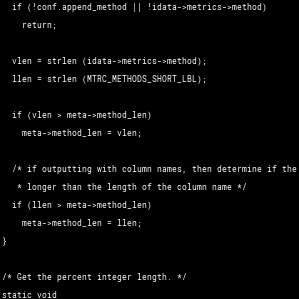 if (!conf.append_method || !idata->metrics->method)
return;
vlen = strlen (idata->metrics->method);
llen = strlen (MTRC_METHODS_SHORT_LBL);
if (vlen > meta->method_len)
meta->method_len = vlen;
/* if outputting with column names, then determine if the
* longer than the length of the column name */
if (llen > meta->method_len)
meta->method_len = llen;
}
/* Get the percent integer length. */
static void